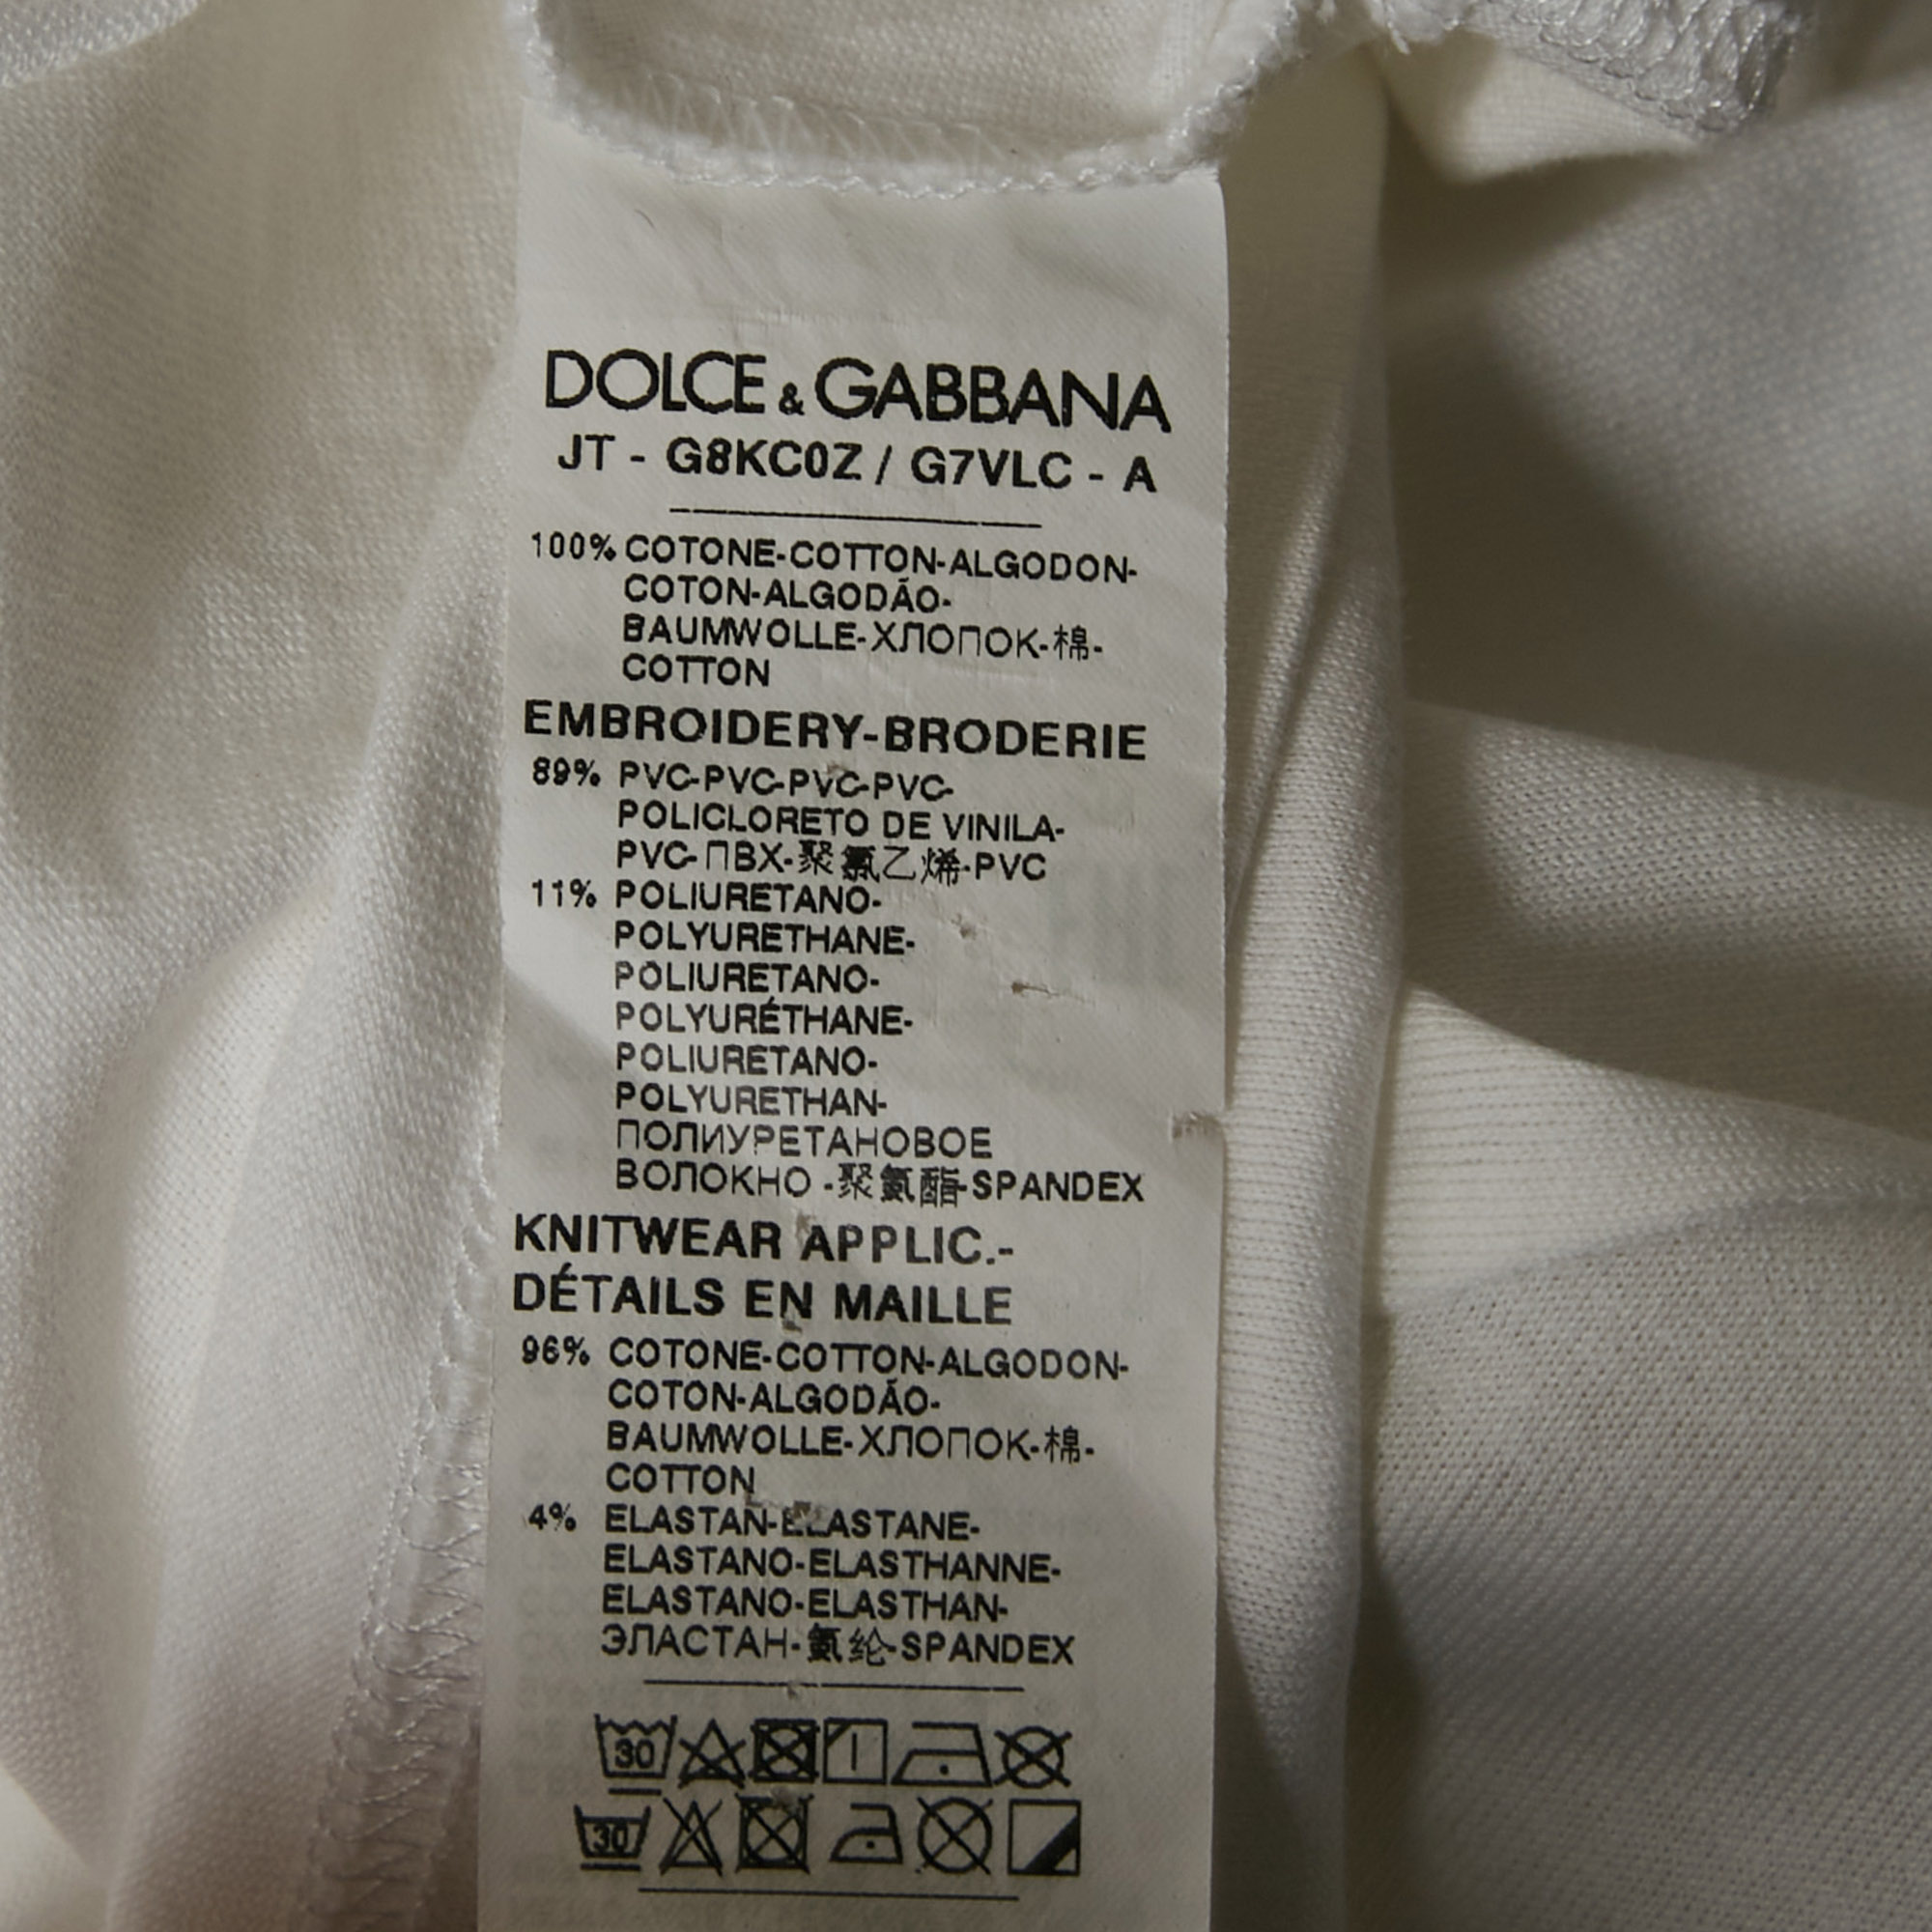 DOLCE & GABBANA
JT - G8KC0Z / G7VLC - A
100% COTONE-COTTON-ALGODON-
COTON-ALGODÃO-
BAUMWOLLE-ХЛОПОК-棉-
COTTON
EMBROIDERY-BRODERIE
89% PVC-PVC-PVC-PVC-
POLICLORETO DE VINILA-
PVC-ПВХ-聚氯乙烯-PVC
11% POLIURETANO-
POLYURETHANE-
POLIURETANO-
POLYURÉTHANE-
POLIURETANO-
POLYURETHAN-
ПОЛИУРЕТАНОВОЕ
ВОЛОКНО -聚氨酯-SPANDEX
KNITWEAR APPLIC.-
DÉTAILS EN MAILLE
96% COTONE-COTTON-ALGODON-
COTON-ALGODÃO-
BAUMWOLLE-ХЛОПОК-棉-
COTTON
4% ELASTAN-ELASTANE-
ELASTANO-ELASTHANNE-
ELASTANO-ELASTHAN-
ЭЛАСТАН-氨纶-SPANDEX
30
30